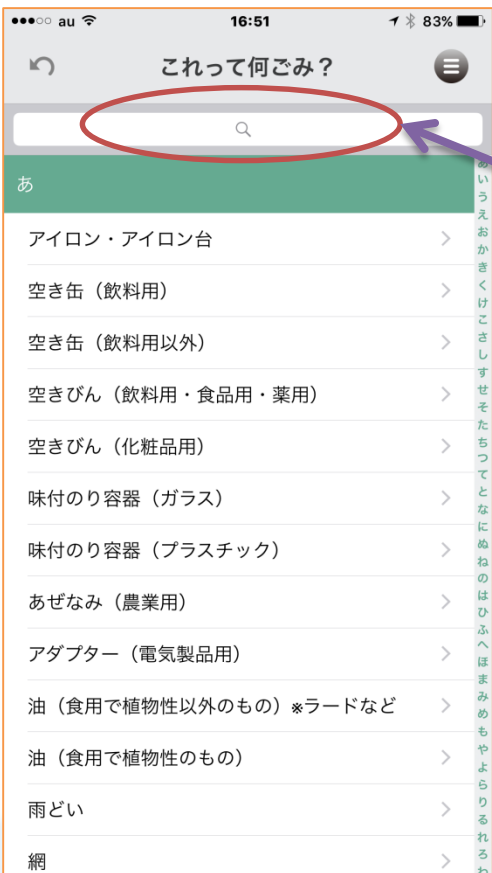 au 16:51 83%
これって何ごみ？
あ
アイロン・アイロン台
空き缶（飲料用）
空き缶（飲料用以外）
空きびん（飲料用・食品用・薬用）
空きびん（化粧品用）
味付のり容器（ガラス）
味付のり容器（プラスチック）
あぜなみ（農業用）
アダプター（電気製品用）
油（食用で植物性以外のもの）※ラードなど
油（食用で植物性のもの）
雨どい
網
あ
い
う
え
お
か
き
く
け
こ
さ
し
す
せ
そ
た
ち
つ
て
と
な
に
ぬ
ね
の
は
ひ
ふ
へ
ほ
ま
み
め
も
や
よ
ら
り
る
れ
ろ
わ